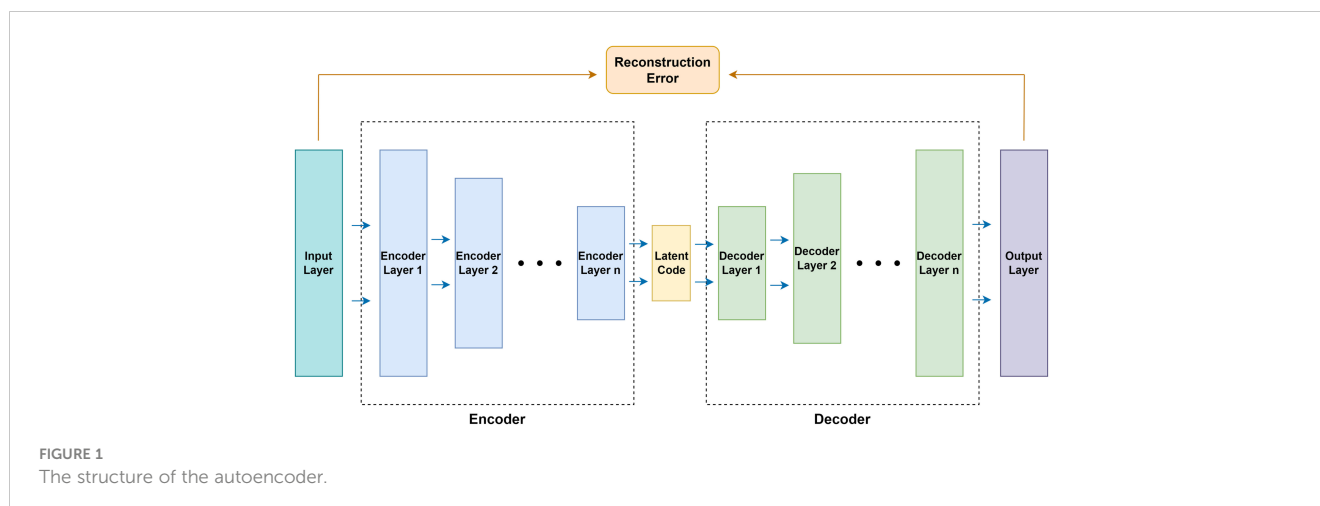 Reconstruction
Error
Input
Layer
Encoder
Layer 1
Encoder
Layer 2
Encoder
Layer n
Latent
Code
Decoder
Layer 1
Decoder
Layer 2
Decoder
Layer n
Output
Layer
Encoder
Decoder
FIGURE 1
The structure of the autoencoder.